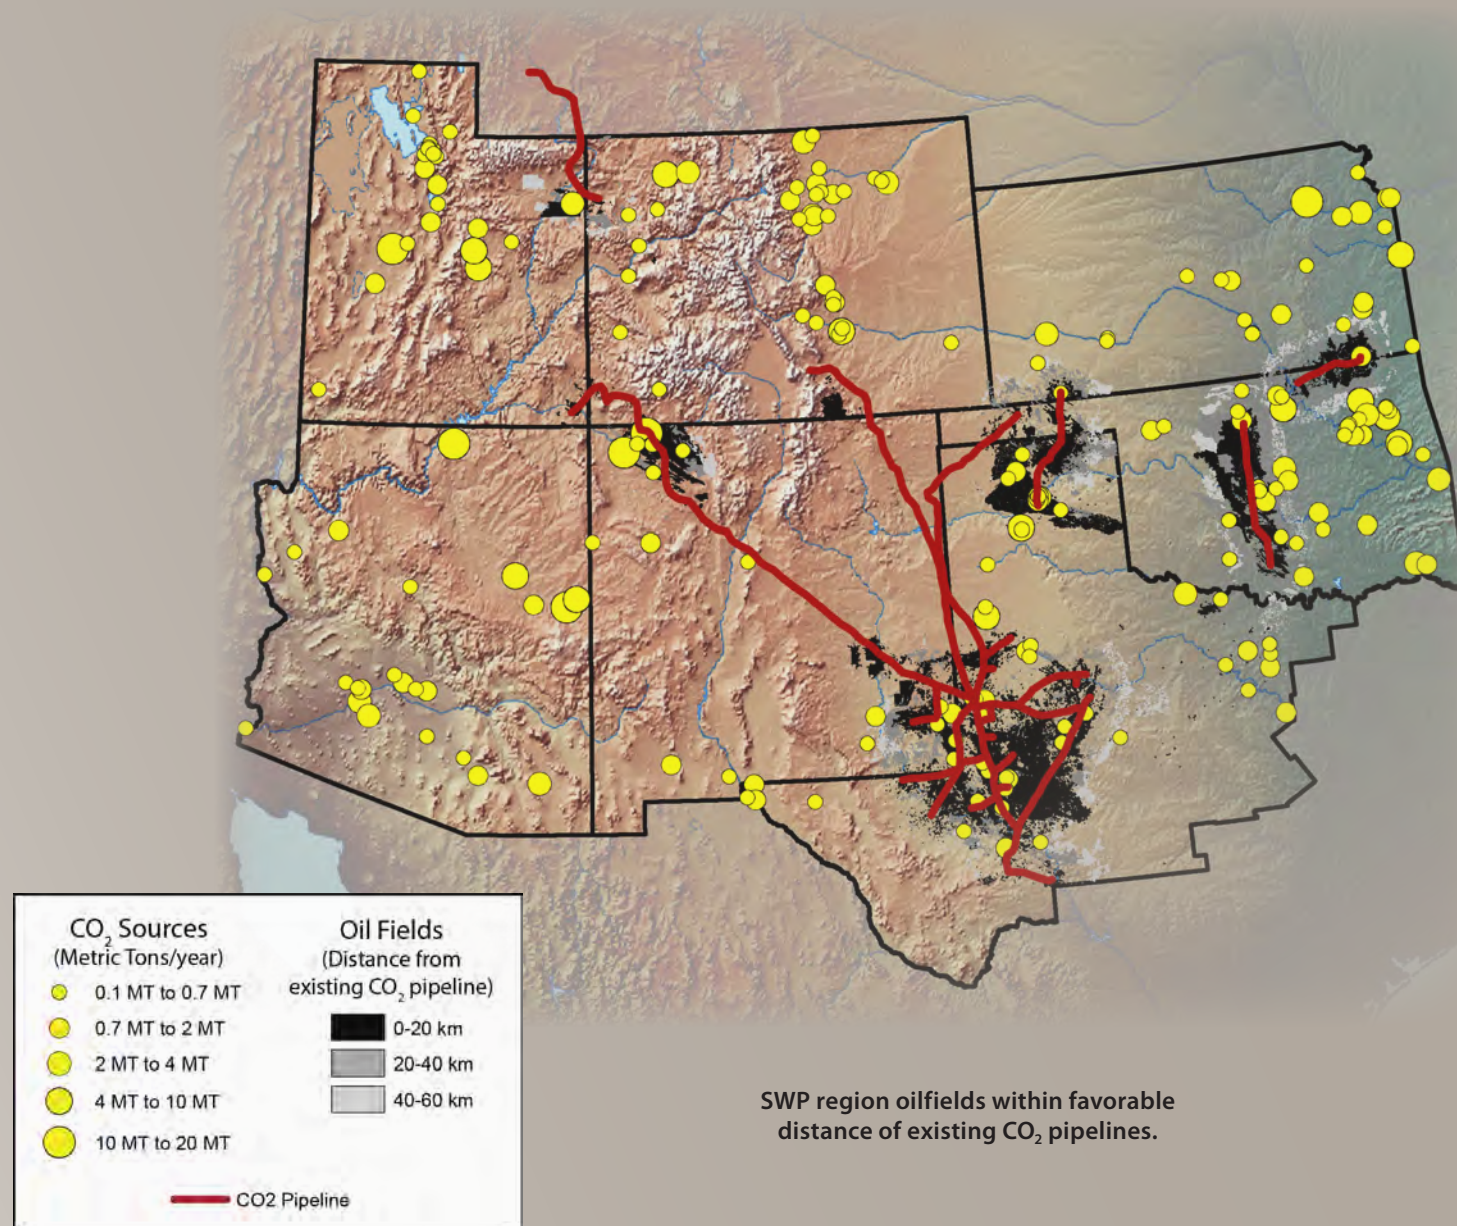 CO2 Sources
(Metric Tons/year)
0.1 MT to 0.7 MT
0.7 MT to 2 MT
2 MT to 4 MT
4 MT to 10 MT
10 MT to 20 MT
Oil Fields
(Distance from
existing CO2 pipeline)
0-20 km
20-40 km
40-60 km
CO2 Pipeline
SWP region oilfields within favorable
distance of existing CO2 pipelines.